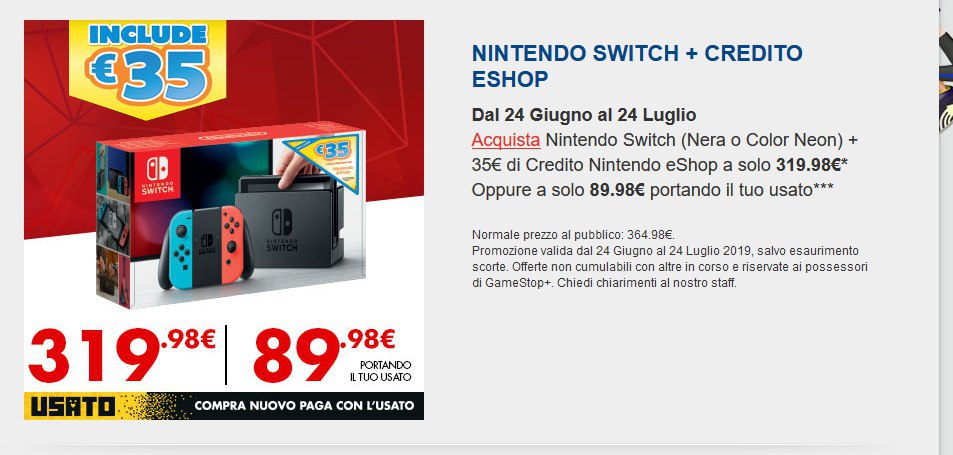 INCLUDE
€35
€35
NINTENDO
SWITCH
NINTENDO
SWITCH
319.98€
89.98€
PORTANDO
IL TUO USATO
USATO
COMPRA NUOVO PAGA CON L'USATO
NINTENDO SWITCH + CREDITO
ESHOP
Dal 24 Giugno al 24 Luglio
Acquista Nintendo Switch (Nera o Color Neon) +
35€ di Credito Nintendo eShop a solo 319.98€*
Oppure a solo 89.98€ portando il tuo usato***
Normale prezzo al pubblico: 364.98€.
Promozione valida dal 24 Giugno al 24 Luglio 2019, salvo esaurimento
scorte. Offerte non cumulabili con altre in corso e riservate ai possessori
di GameStop+. Chiedi chiarimenti al nostro staff.